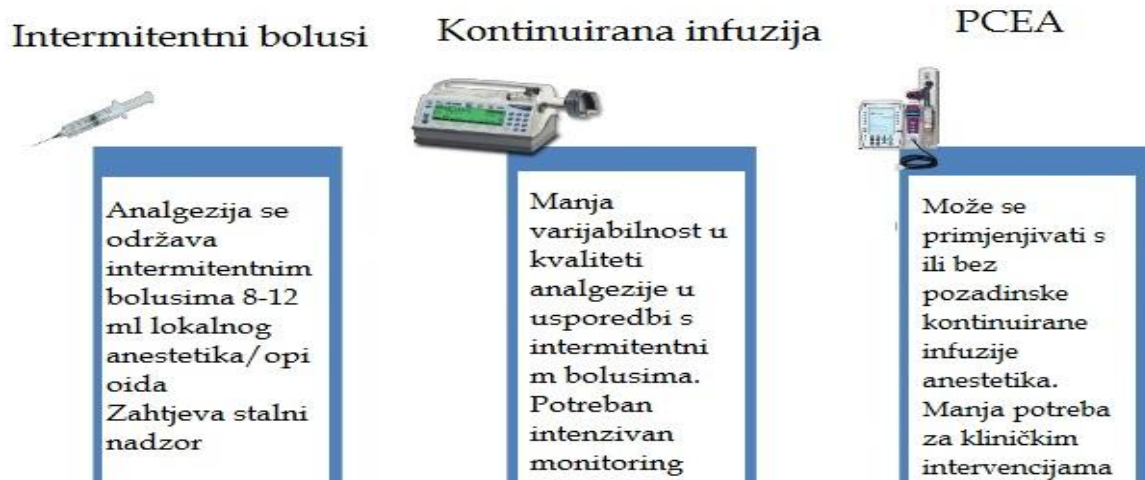 Intermitentni bolusi
Kontinuirana infuzija
PCEA
Analgezija se
održava
intermitentnim
bolusima 8-12
ml lokalnog
anestetika/opi
oida
Zahtjeva stalni
nadzor
Manja
varijabilnost u
kvaliteti
analgezije u
usporedbi s
intermitentni
m bolusima.
Potreban
intenzivan
monitoring
Može se
primjenjivati s
ili bez
pozadinske
kontinuirane
infuzije
anestetika.
Manja potreba
za kliničkim
intervencijama